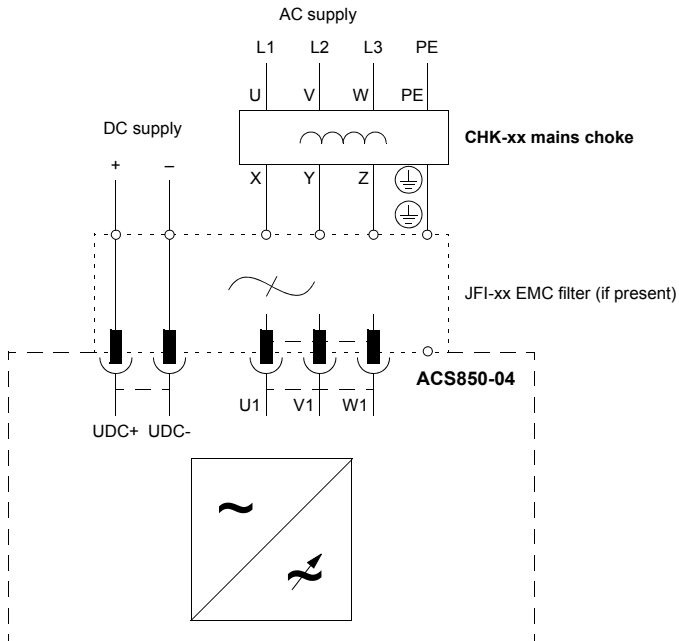 AC supply
L1 L2 L3 PE
U V W PE
DC supply
CHK-xx mains choke
+ –
X Y Z
JFI-xx EMC filter (if present)
ACS850-04
U1 V1 W1
UDC+ UDC-